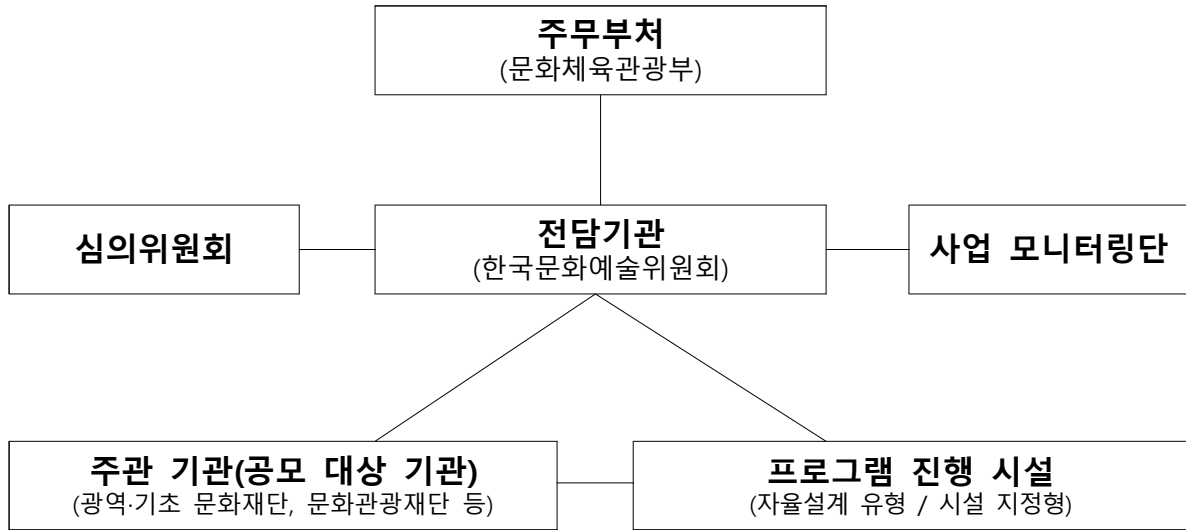 주무부처
(문화체육관광부)
심의위원회
전담기관
(한국문화예술위원회)
사업 모니터링단
주관 기관(공모 대상 기관)
(광역·기초 문화재단, 문화관광재단 등)
프로그램 진행 시설
(자율설계 유형 / 시설 지정형)